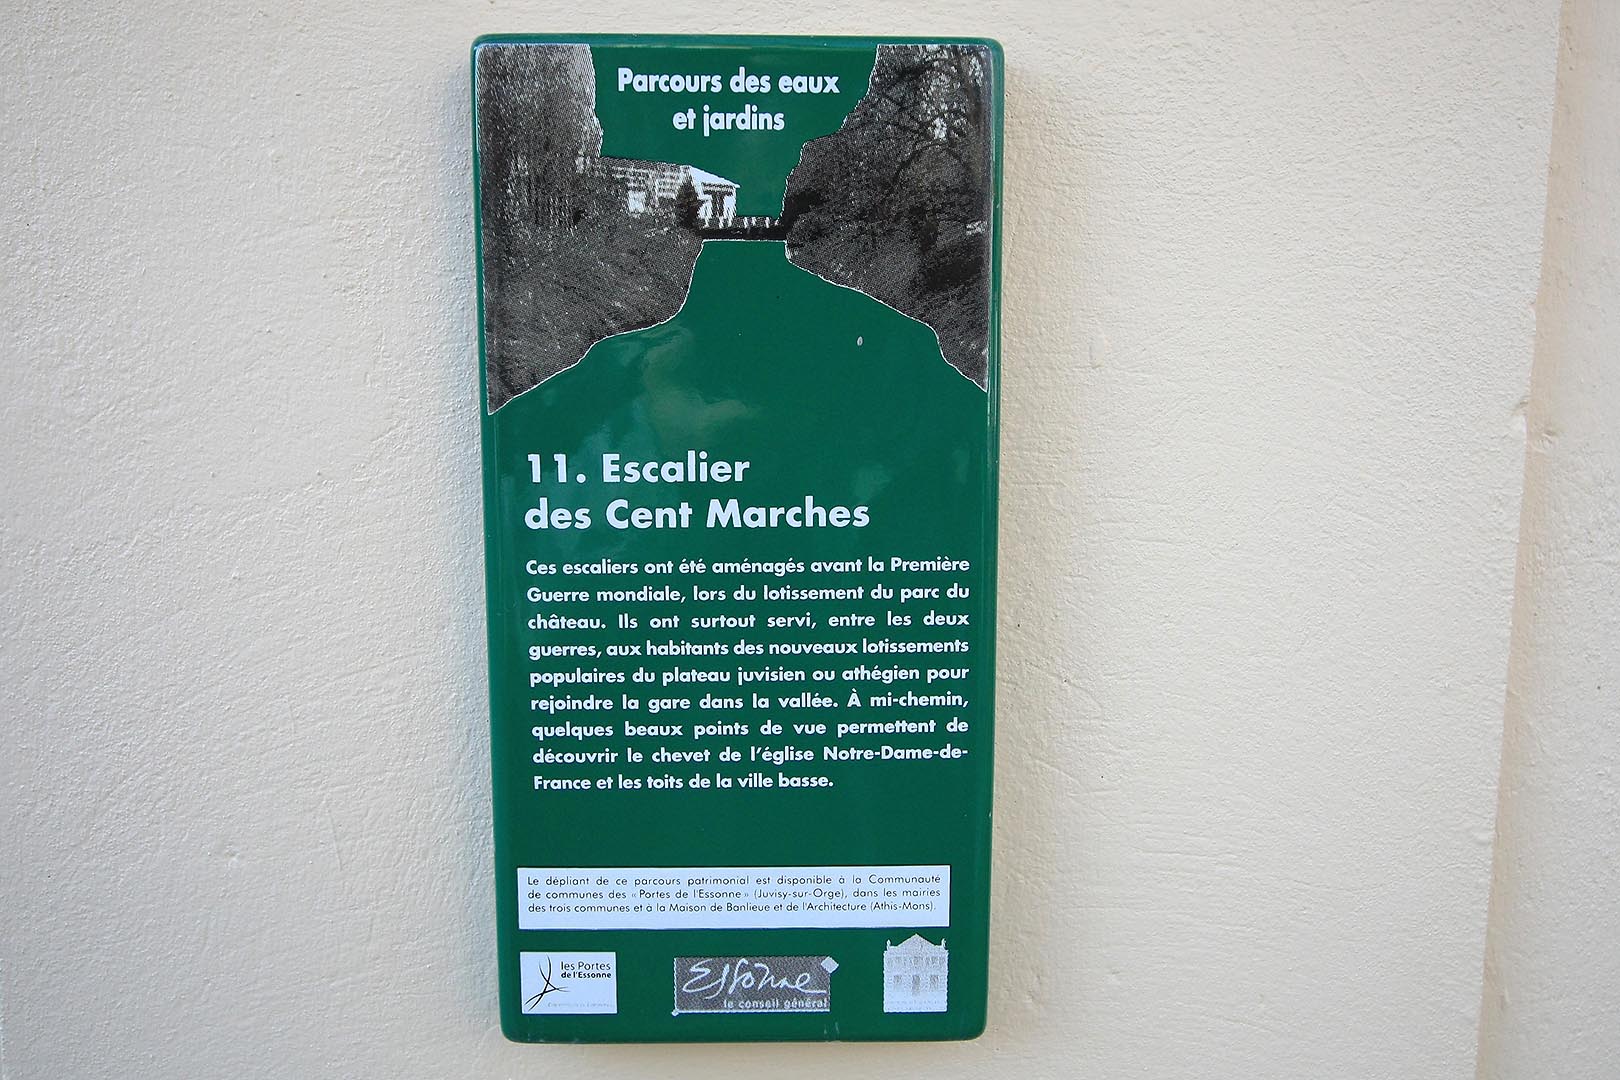 Parcours des eaux
et jardins
11. Escalier
des Cent Marches
Ces escaliers ont été aménagés avant la Première
Guerre mondiale, lors du lotissement du parc du
château. Ils ont surtout servi, entre les deux
guerres, aux habitants des nouveaux lotissements
populaires du plateau juvisien ou athégien pour
rejoindre la gare dans la vallée. À mi-chemin,
quelques beaux points de vue permettent de
découvrir le chevet de l'église Notre-Dame-de-
France et les toits de la ville basse.
Le dépliant de ce parcours patrimonial est disponible à la Communauté
de communes des « Portes de l'Essonne » (Juvisy-sur-Orge), dans les mairies
des trois communes et à la Maison de Banlieue et de l'Architecture (Athis-Mons).
les Portes
de l'Essonne
Essonne
le conseil général